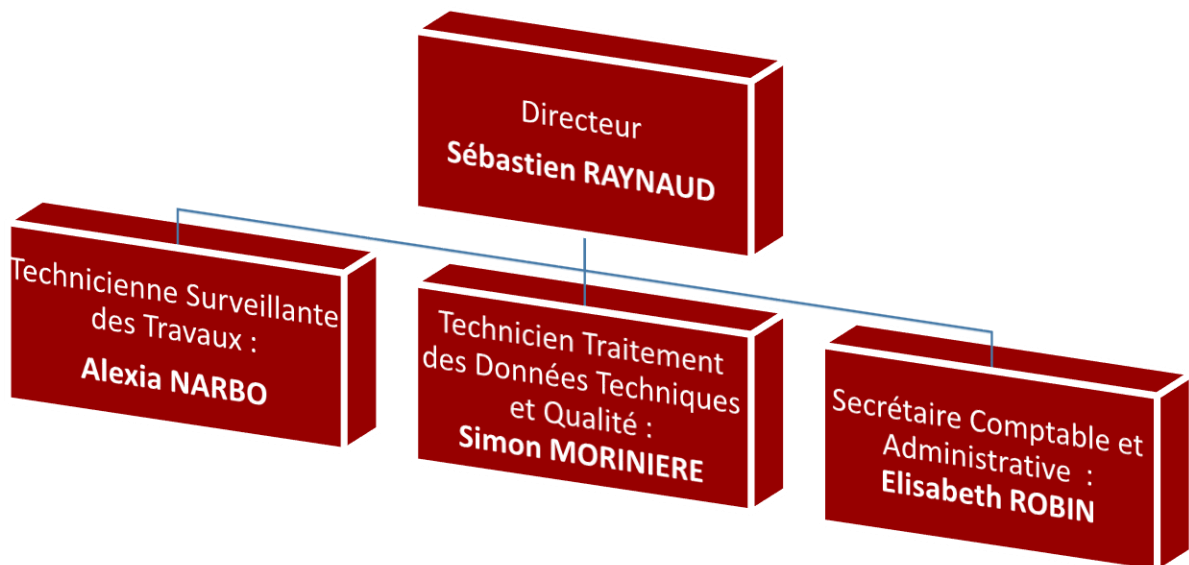 Directeur
Sébastien RAYNAUD
Technicienne Surveillante
des Travaux :
Alexia NARBO
Technicien Traitement
des Données Techniques
et Qualité :
Simon MORINIERE
Secrétaire Comptable et
Administrative  :
Elisabeth ROBIN